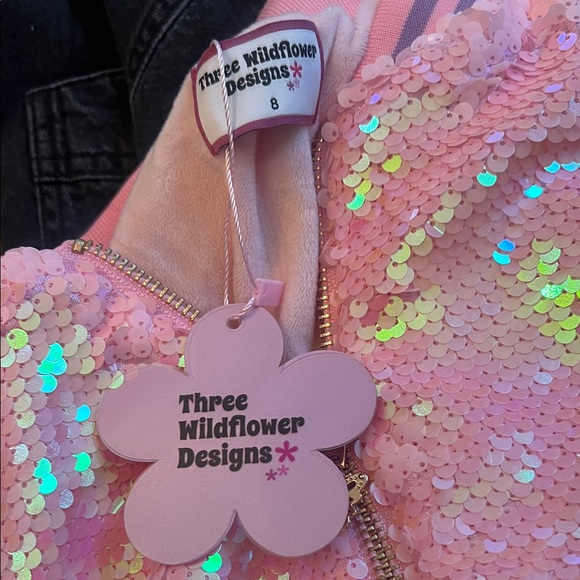 Three Wildflower
Designs
8
Three
Wildflower
Designs